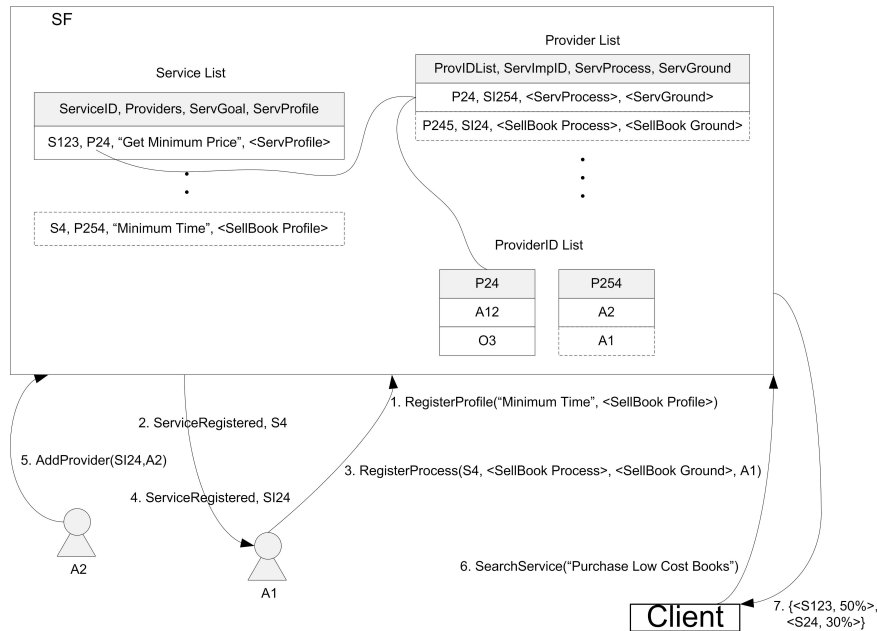 SF
Provider List
ProvIDList, ServImpID, ServProcess, ServGround
P24, SI254, <ServProcess>, <ServGround>
P245, SI24, <SellBook Process>, <SellBook Ground>
Service List
ServiceID, Providers, ServGoal, ServProfile
S123, P24, “Get Minimum Price”, <ServProfile>
S4, P254, “Minimum Time”, <SellBook Profile>
ProviderID List
P24
A12
O3
P254
A2
A1
1. RegisterProfile(“Minimum Time”, <SellBook Profile>)
2. ServiceRegistered, S4
5. AddProvider(SI24,A2)
3. RegisterProcess(S4, <SellBook Process>, <SellBook Ground>, A1)
4. ServiceRegistered, SI24
A2
A1
6. SearchService(“Purchase Low Cost Books”)
Client
7. {<S123, 50%>,
<S24, 30%>}